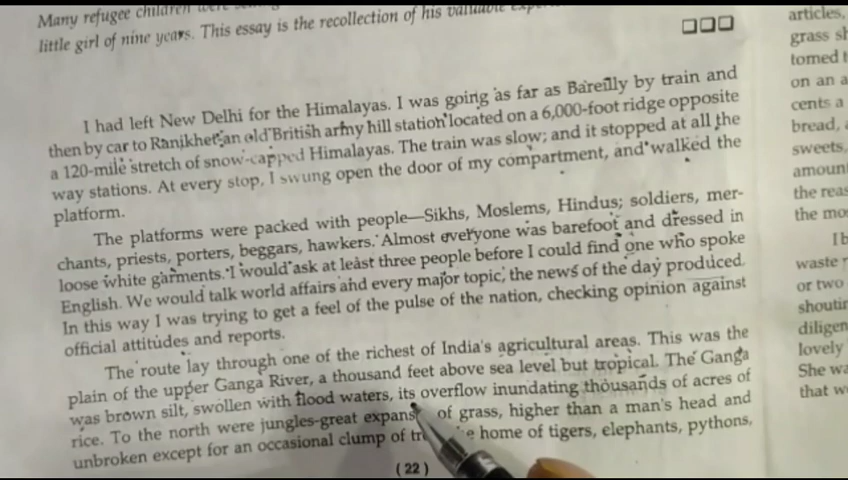 Many refugee children were
little girl of nine years. This essay is the recollection of his valuable
I had left New Delhi for the Himalayas. I was going as far as Bareilly by train and
then by car to Ranikhet, an old British army hill station located on a 6,000-foot ridge opposite
a 120-mile stretch of snow-capped Himalayas. The train was slow; and it stopped at all the
way stations. At every stop, I swung open the door of my compartment, and walked the
platform.
The platforms were packed with people—Sikhs, Moslems, Hindus; soldiers, mer-
chants, priests, porters, beggars, hawkers. Almost everyone was barefoot and dressed in
loose white garments. I would ask at least three people before I could find one who spoke
English. We would talk world affairs and every major topic, the news of the day produced.
In this way I was trying to get a feel of the pulse of the nation, checking opinion against
official attitudes and reports.
The route lay through one of the richest of India's agricultural areas. This was the
plain of the upper Ganga River, a thousand feet above sea level but tropical. The Ganga
was brown silt, swollen with flood waters, its overflow inundating thousands of acres of
rice. To the north were jungles-great of grass, higher than a man's head and
unbroken except for an occasional clump of home of tigers, elephants, pythons,
(22)
articles,
grass
tomed
on an a
cents a
bread,
sweets,
amount
the
the
I
waste
or two
lovely
She
that